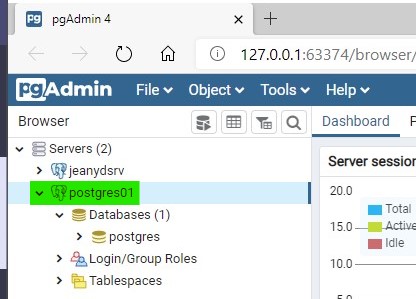 pgAdmin 4
127.0.0.1:63374/browser/
pgAdmin File Object Tools Help
Browser
Dashboard
Servers (2)
jeanydsrv
postgres01
Databases (1)
postgres
Login/Group Roles
Tablespaces
Server session
20.0
15.0
10.0
Total
Active
Idle